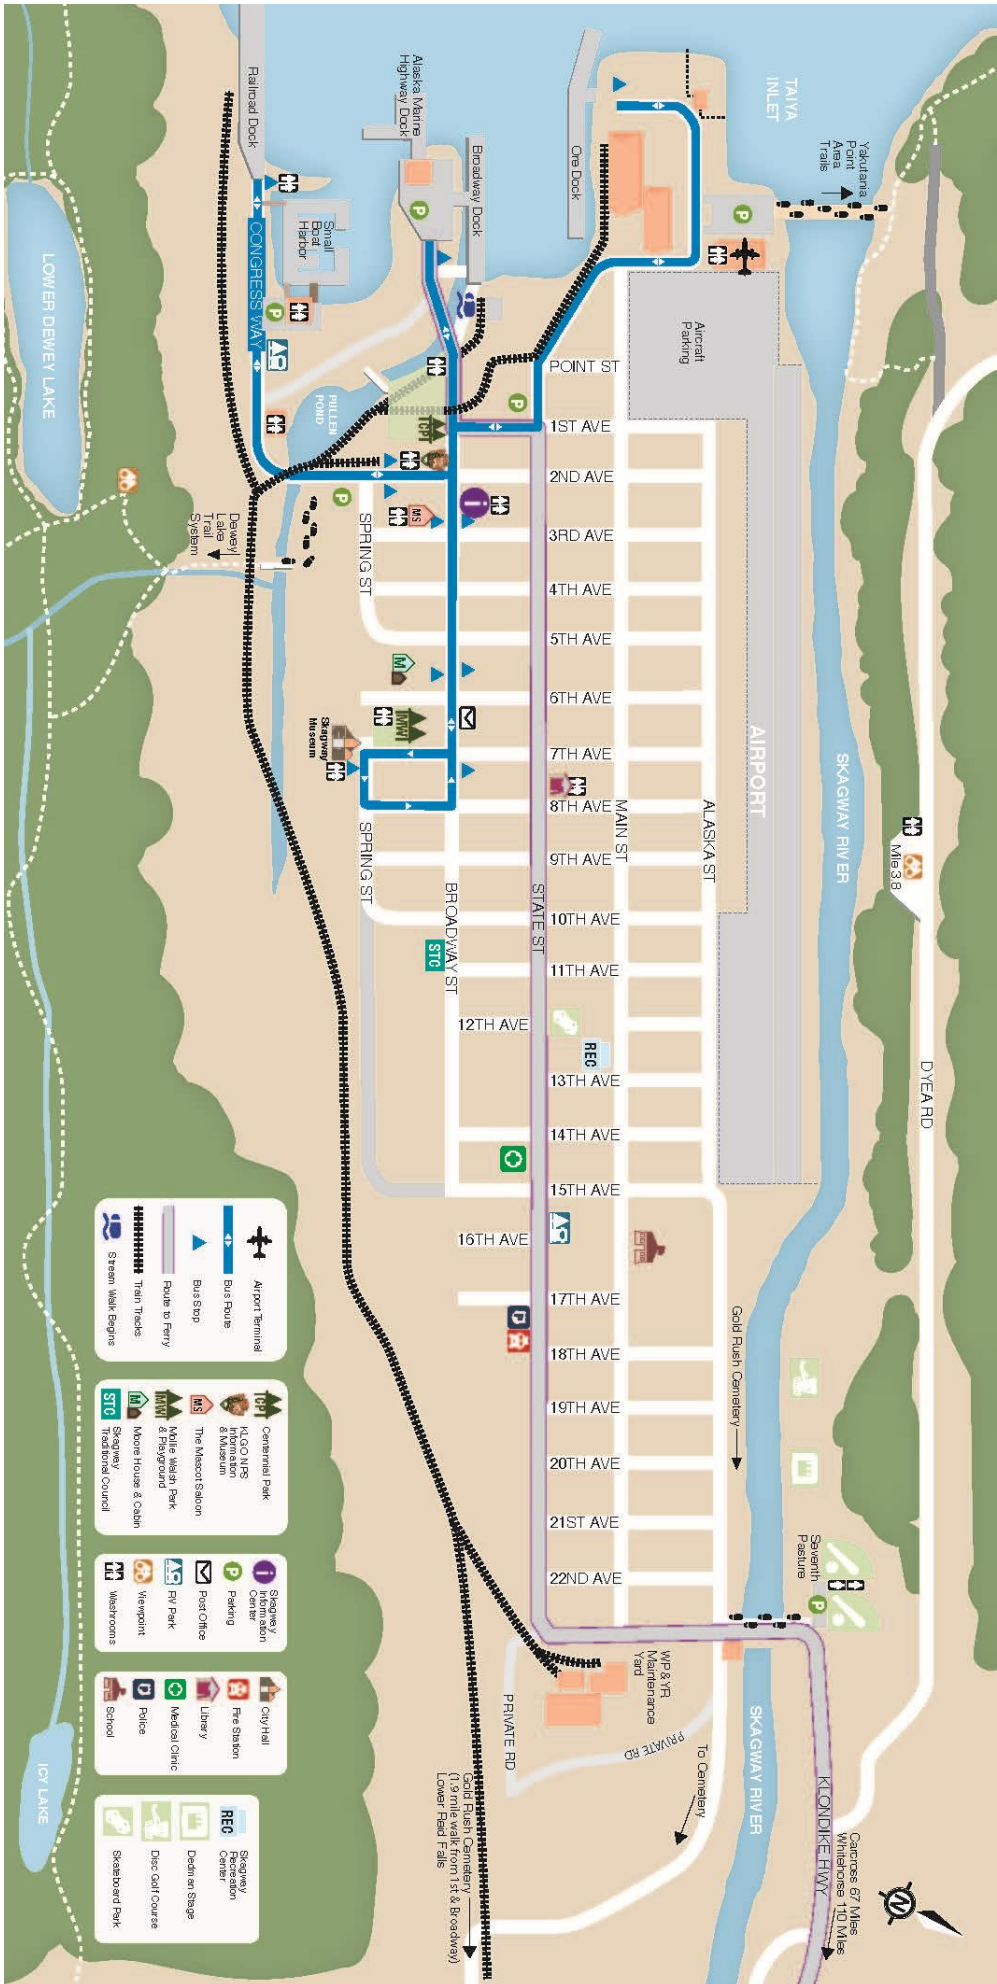 Railroad Dock
Alaska Marine
Highway Dock
Broadway Dock
Ore Dock
TAIYA
INLET
Yakutania
Point
Area
Trails
Small
Boat
Harbor
CONGRESS WAY
LOWER DEWEY LAKE
PULLEN
POND
Aircraft
Parking
POINT ST
1ST AVE
2ND AVE
3RD AVE
4TH AVE
5TH AVE
6TH AVE
7TH AVE
8TH AVE
9TH AVE
10TH AVE
11TH AVE
12TH AVE
13TH AVE
14TH AVE
15TH AVE
16TH AVE
17TH AVE
18TH AVE
19TH AVE
20TH AVE
21ST AVE
22ND AVE
P
P
P
P
P
TCPT
i
MS
M
MWT
Dewey
Lake
Trail
System
SPRING ST
Skagway
Museum
SPRING ST
BROADWAY ST
STATE ST
MAIN ST
ALASKA ST
AIRPORT
SKAGWAY RIVER
Mile 3.8
DYEA RD
STC
REC
Gold Rush Cemetery
Seventh
Pasture
P
WP & YR
Maintenance
Yard
PRIVATE RD
PRIVATE RD
To Cemetery
SKAGWAY RIVER
KLONDIKE HWY
Carcross 67 Miles
Whitehorse 110 Miles
N
Gold Rush Cemetery
(1.9 mile walk from 1st & Broadway)
Lower Reid Falls
ICY LAKE
Airport Terminal
Bus Route
Bus Stop
Route to Ferry
Train Tracks
Stream Walk Begins
TCPT
Centennial Park
KLGO NPS
Information
& Museum
MS
The Mascot Saloon
MWT
Mollie Walsh Park
& Playground
M
Moore House & Cabin
STC
Skagway
Traditional Council
i
Skagway
Information
Center
P
Parking
Post Office
RV Park
Viewpoint
Washrooms
City Hall
Fire Station
Library
Medical Clinic
Police
School
REC
Skagway
Recreation
Center
Dedman Stage
Disc Golf Course
Skateboard Park